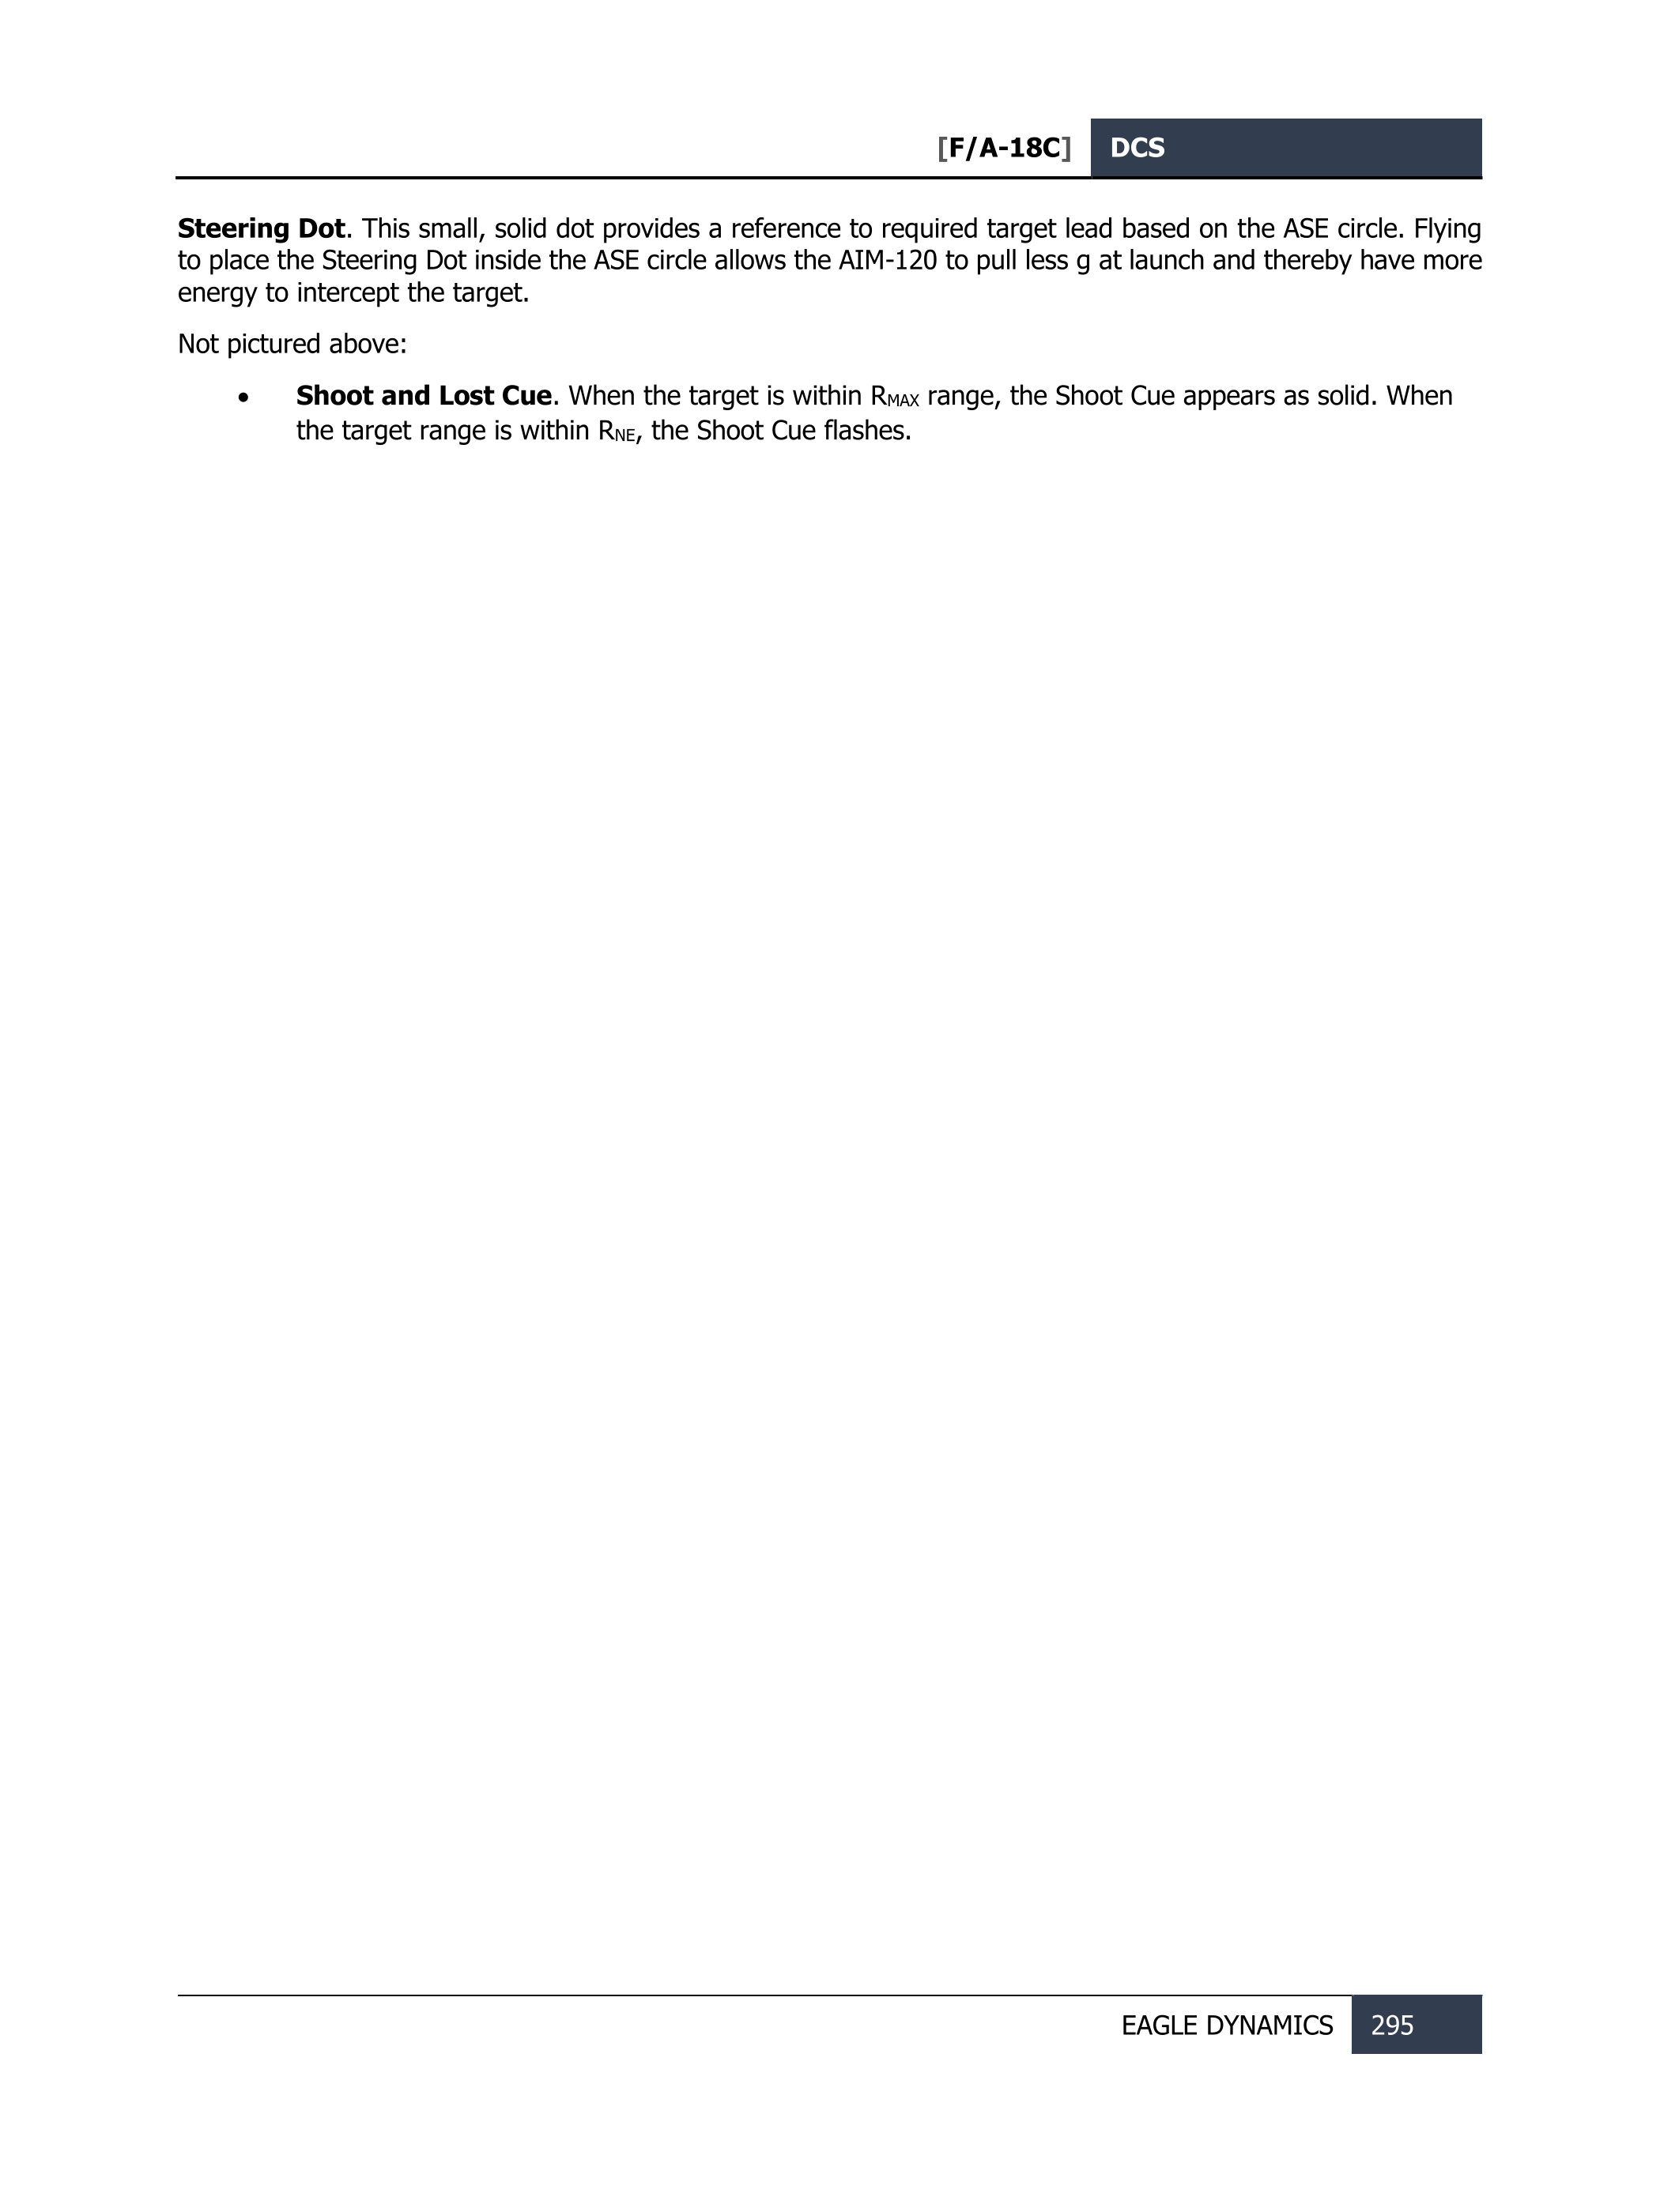 [F/A-18C] DCS
Steering Dot. This small, solid dot provides a reference to required target lead based on the ASE circle. Flying
to place the Steering Dot inside the ASE circle allows the AIM-120 to pull less g at launch and thereby have more
energy to intercept the target.
Not pictured above:
• Shoot and Lost Cue. When the target is within RMAX range, the Shoot Cue appears as solid. When
the target range is within RNE, the Shoot Cue flashes.
EAGLE DYNAMICS 295